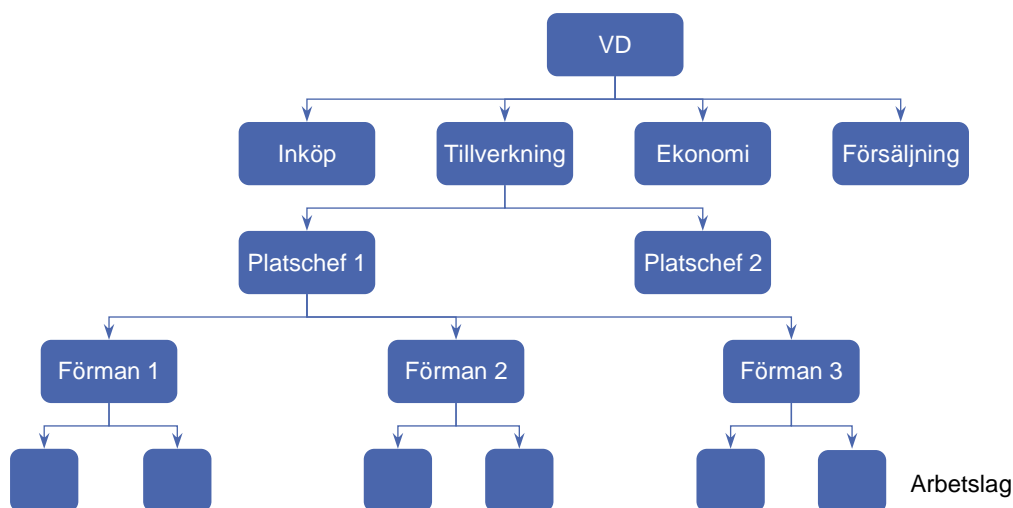 VD
Inköp
Tillverkning
Ekonomi
Försäljning
Platschef 1
Platschef 2
Förman 1
Förman 2
Förman 3
Arbetslag